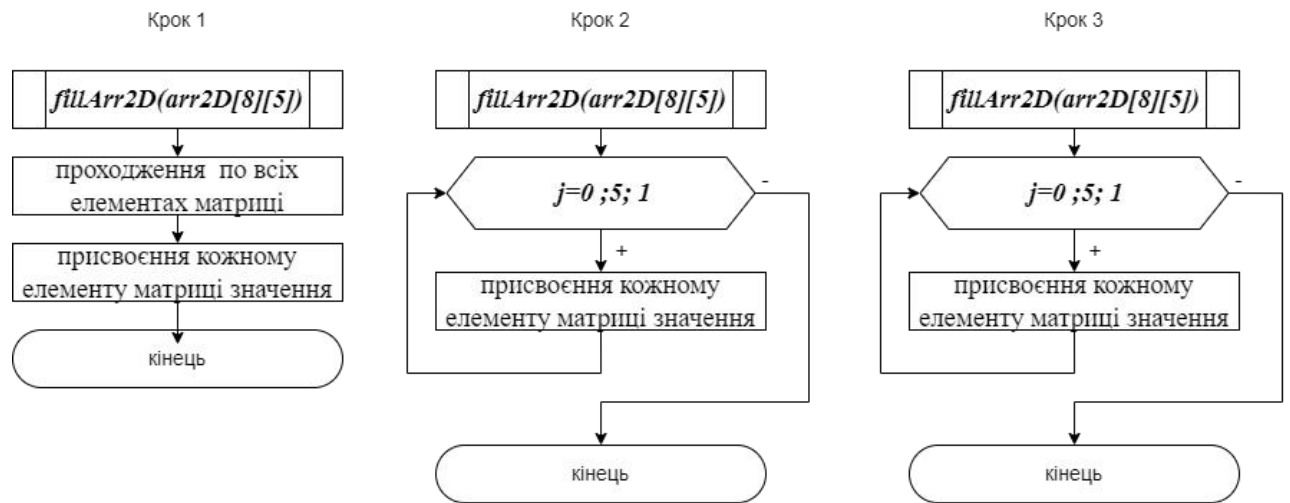 Крок 1
fillArr2D(arr2D[8][5])
проходження по всіх
елементах матриці
присвоєння кожному
елементу матриці значення
кінець
Крок 2
fillArr2D(arr2D[8][5])
j=0 ;5; 1
-
+
присвоєння кожному
елементу матриці значення
кінець
Крок 3
fillArr2D(arr2D[8][5])
j=0 ;5; 1
-
+
присвоєння кожному
елементу матриці значення
кінець